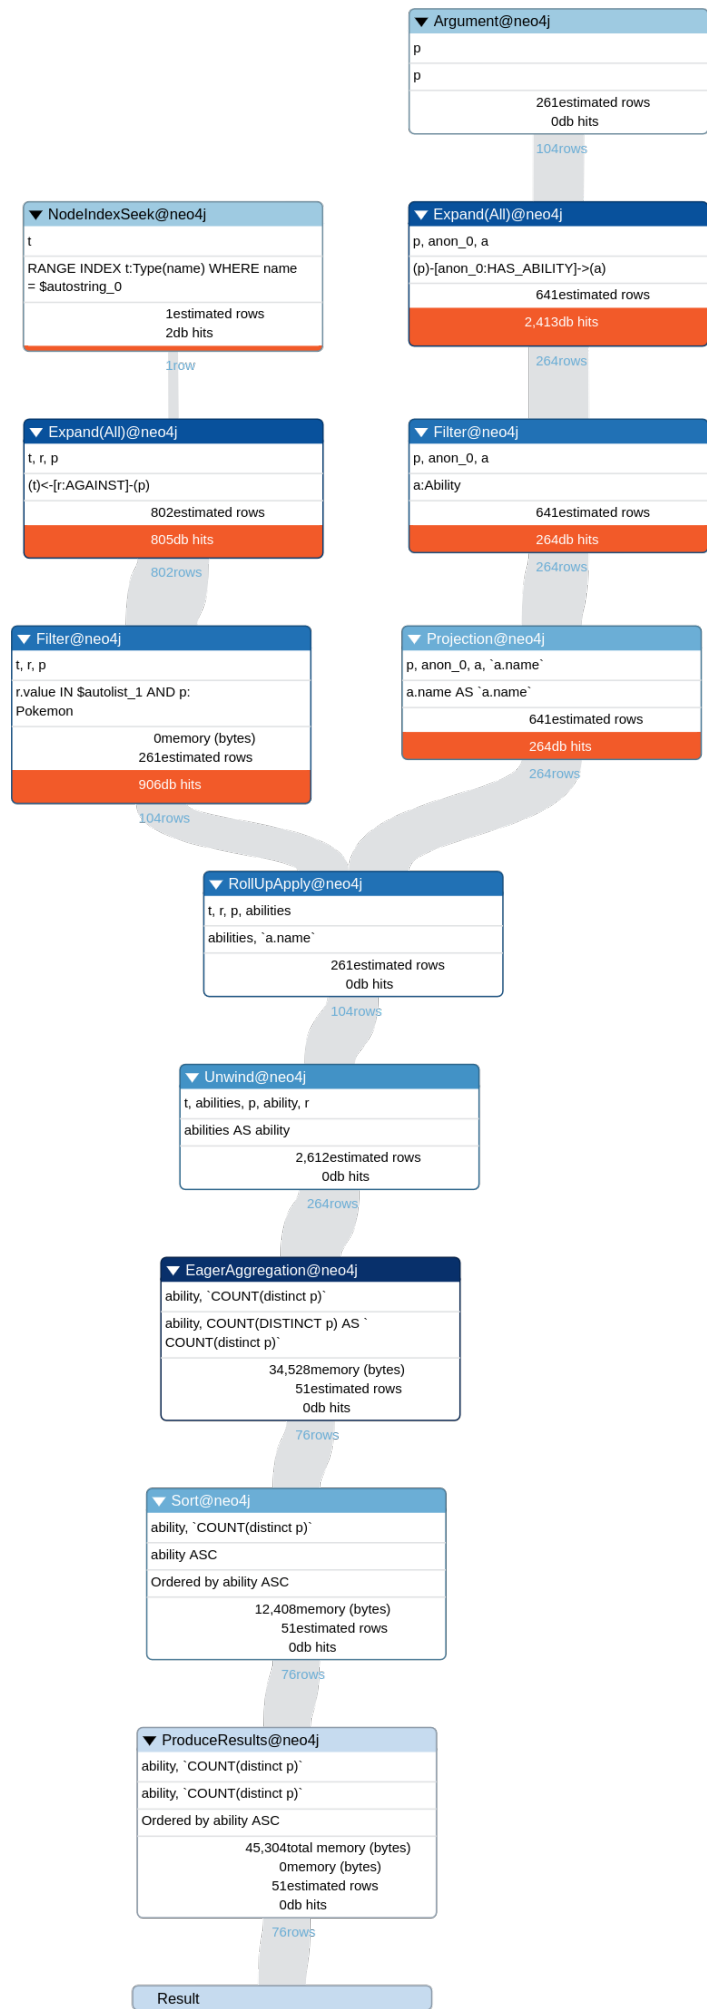 Argument@neo4j
p
p
261estimated rows
0db hits
104rows
NodeIndexSeek@neo4j
t
RANGE INDEX t:Type(name) WHERE name
= $autostring_0
1estimated rows
2db hits
1row
Expand(All)@neo4j
p, anon_0, a
(p)-[anon_0:HAS_ABILITY]->(a)
641estimated rows
2,413db hits
264rows
Expand(All)@neo4j
t, r, p
(t)<-[r:AGAINST]-(p)
802estimated rows
805db hits
802rows
Filter@neo4j
p, anon_0, a
a:Ability
641estimated rows
264db hits
264rows
Filter@neo4j
t, r, p
r.value IN $autolist_1 AND p:
Pokemon
0memory (bytes)
261estimated rows
906db hits
104rows
Projection@neo4j
p, anon_0, a, `a.name`
a.name AS `a.name`
641estimated rows
264db hits
264rows
RollUpApply@neo4j
t, r, p, abilities
abilities, `a.name`
261estimated rows
0db hits
104rows
Unwind@neo4j
t, abilities, p, ability, r
abilities AS ability
2,612estimated rows
0db hits
264rows
EagerAggregation@neo4j
ability, `COUNT(distinct p)`
ability, COUNT(DISTINCT p) AS `
COUNT(distinct p)`
34,528memory (bytes)
51estimated rows
0db hits
76rows
Sort@neo4j
ability, `COUNT(distinct p)`
ability ASC
Ordered by ability ASC
12,408memory (bytes)
51estimated rows
0db hits
76rows
ProduceResults@neo4j
ability, `COUNT(distinct p)`
ability, `COUNT(distinct p)`
Ordered by ability ASC
45,304total memory (bytes)
0memory (bytes)
51estimated rows
0db hits
76rows
Result